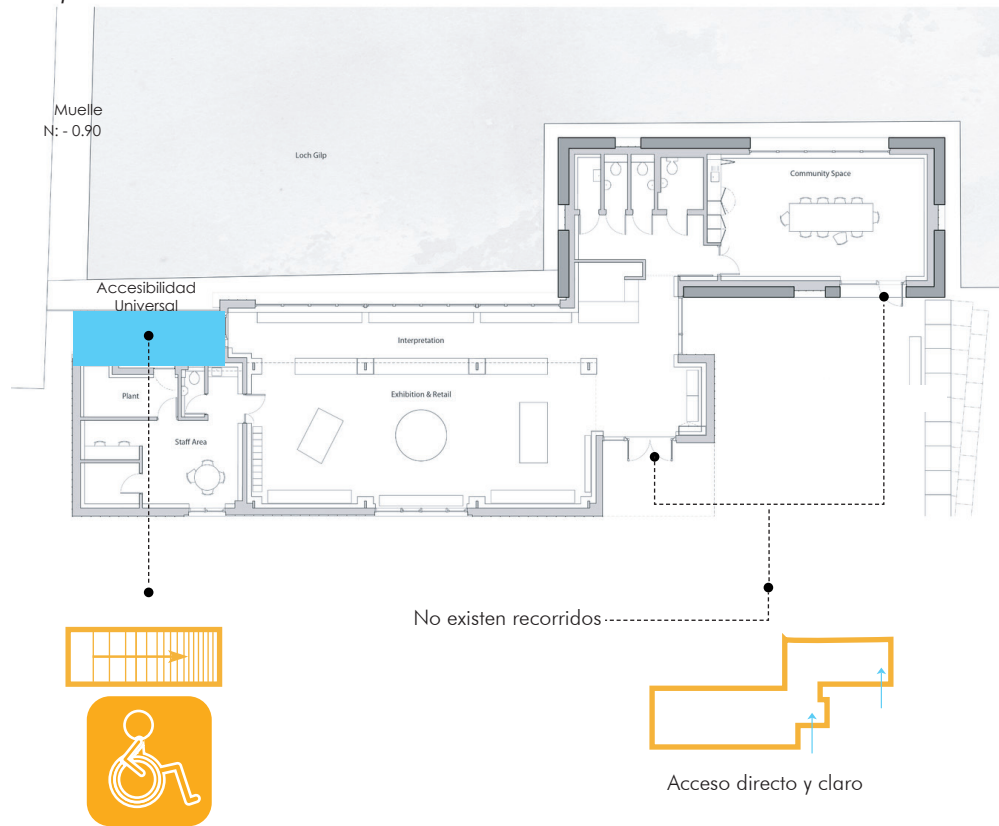 Muelle
N: - 0.90
Loch Gilp
Community Space
Accesibilidad
Universal
Interpretation
Plant
Exhibition & Retail
Staff Area
No existen recorridos
Acceso directo y claro